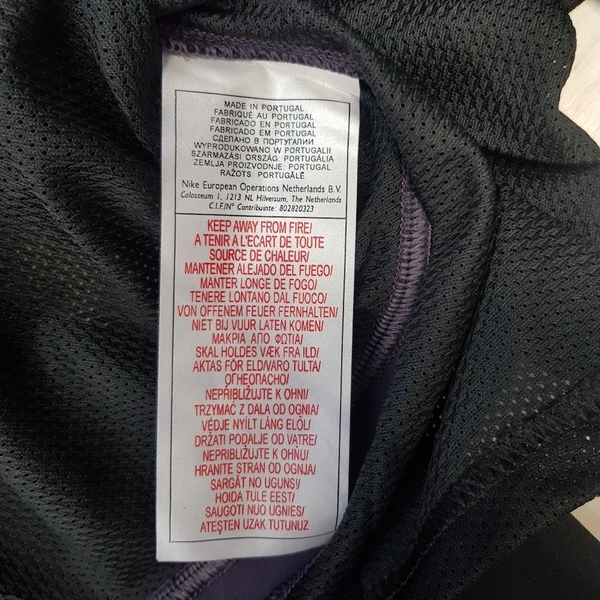 MADE IN PORTUGAL
FABRIQUÉ AU PORTUGAL
FABRICADO EN PORTUGAL
FABRICADO EM PORTUGAL
СДЕЛАНО В ПОРТУГАЛИИ
WYPRODUKOWANO W PORTUGALII
SZÁRMAZÁSI ORSZÁG: PORTUGÁLIA
ZEMLJA PROIZVODNJE: PORTUGAL
RAŽOTS: PORTUGĀLĒ
Nike European Operations Netherlands B.V.
Colosseum 1, 1213 NL Hilversum, The Netherlands
C.I.F/Nº Contribuinte: 802820323
KEEP AWAY FROM FIRE/
A TENIR A L'ECART DE TOUTE
SOURCE DE CHALEUR/
MANTENER ALEJADO DEL FUEGO/
MANTER LONGE DE FOGO/
TENERE LONTANO DAL FUOCO/
VON OFFENEM FEUER FERNHALTEN/
NIET BIJ VUUR LATEN KOMEN/
ΜΑΚΡΙΑ ΑΠΟ ΦΩΤΙΑ/
SKAL HOLDES VÆK FRA ILD/
AKTAS FÖR ELD/VARO TULTA/
ОГНЕОПАСНО/
NEPŘIBLIŽUJTE K OHNI/
TRZYMAĆ Z DALA OD OGNIA/
VÉDJE NYÍLT LÁNG ELŐL/
DRŽATI PODALJE OD VATRE/
NEPRIBLIŽUJTE K OHŇU/
HRANITE STRAN OD OGNJA/
SARGĀT NO UGUNS/
HOIDA TULE EEST/
SAUGOTI NUO UGNIES/
ATEŞTEN UZAK TUTUNUZ